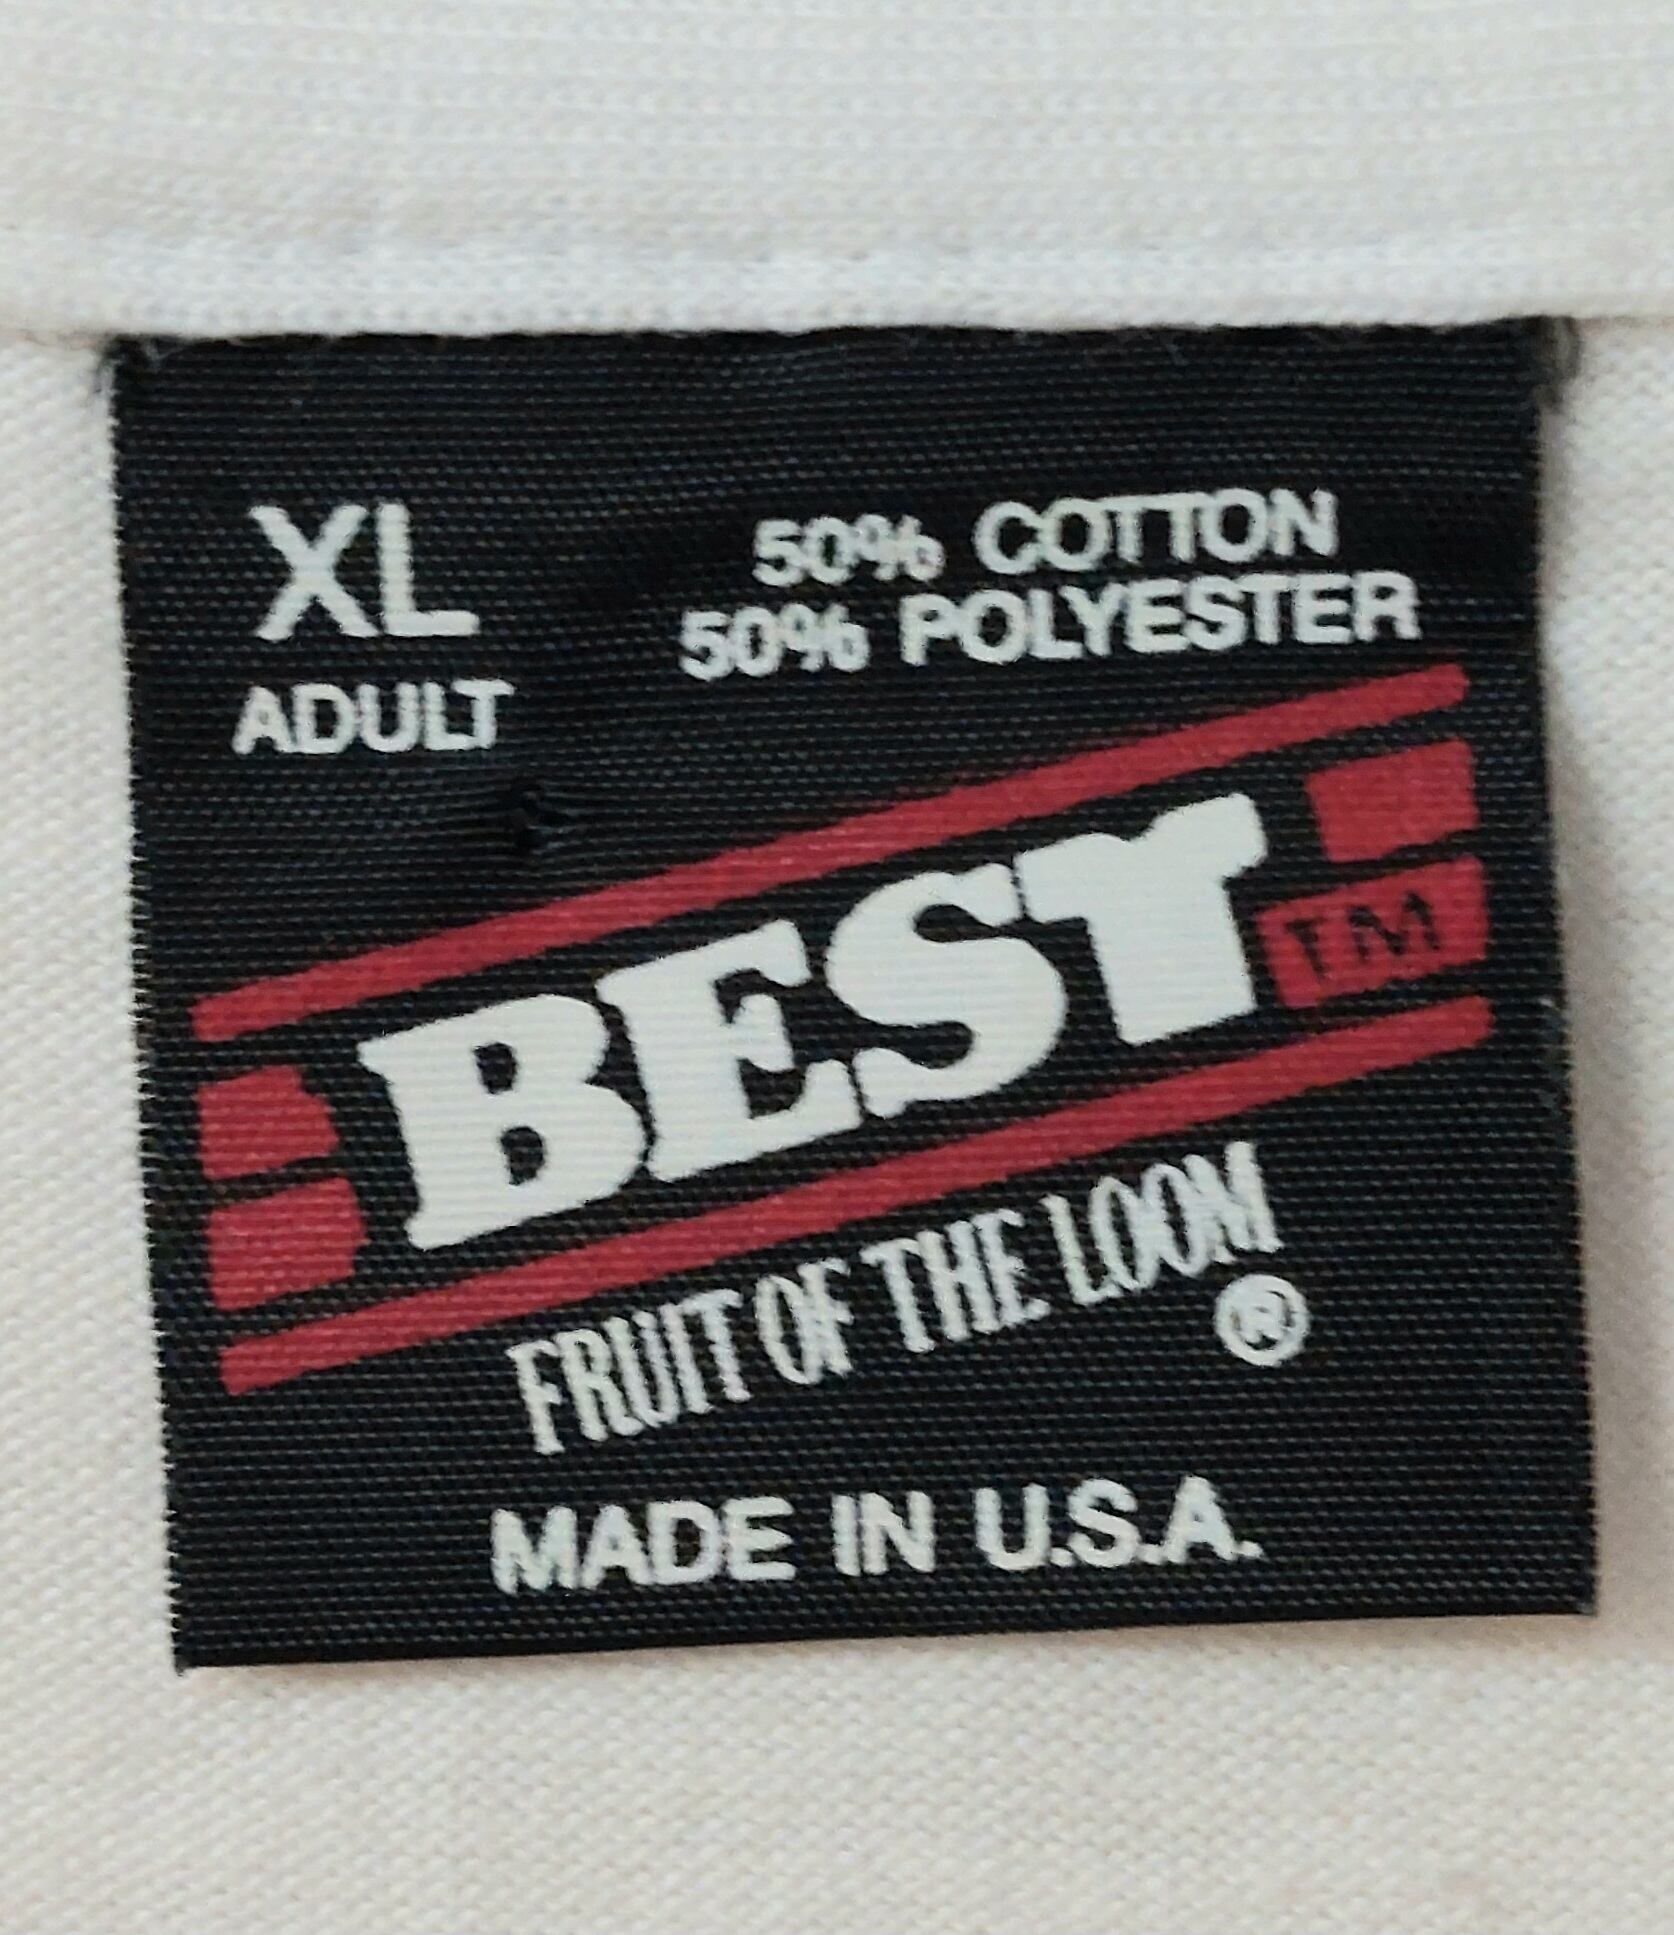 XL
ADULT
50% COTTON
50% POLYESTER
BEST
TM
FRUIT OF THE LOOM
®
MADE IN U.S.A.